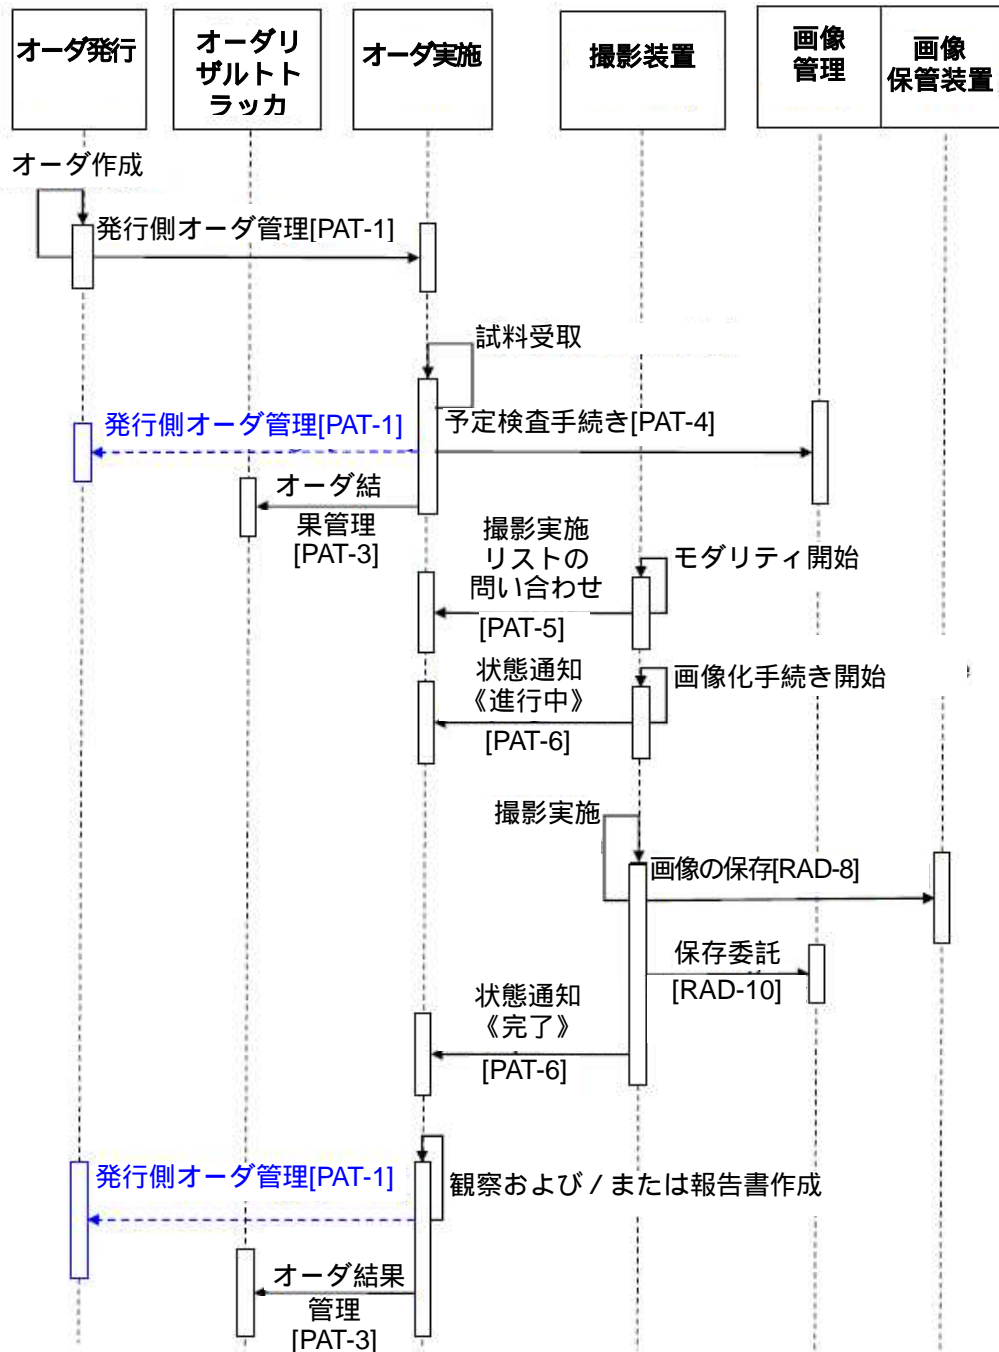 オーダ発行
オーダリ
ザルトト
ラッカ
オーダ実施
撮影装置
画像
管理
画像
保管装置
オーダ作成
発行側オーダ管理[PAT-1]
試料受取
発行側オーダ管理[PAT-1]
予定検査手続き[PAT-4]
オーダ結
果管理
[PAT-3]
撮影実施
リストの
問い合わせ
[PAT-5]
モダリティ開始
状態通知
《進行中》
[PAT-6]
画像化手続き開始
撮影実施
画像の保存[RAD-8]
保存委託
[RAD-10]
状態通知
《完了》
[PAT-6]
発行側オーダ管理[PAT-1]
観察および / または報告書作成
オーダ結果
管理
[PAT-3]